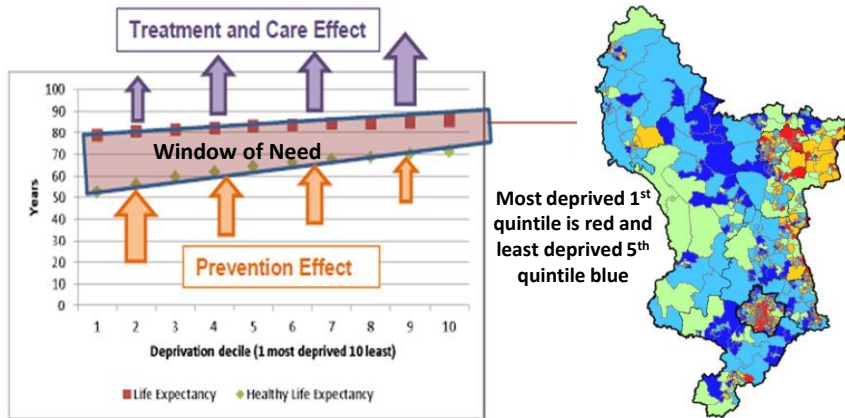 Treatment and Care Effect
100
90
80
70
60
50
40
30
20
10
0
Years
Window of Need
Prevention Effect
1 2 3 4 5 6 7 8 9 10
Deprivation decile (1 most deprived 10 least)
Life Expectancy Healthy Life Expectancy
Most deprived 1st
quintile is red and
least deprived 5th
quintile blue